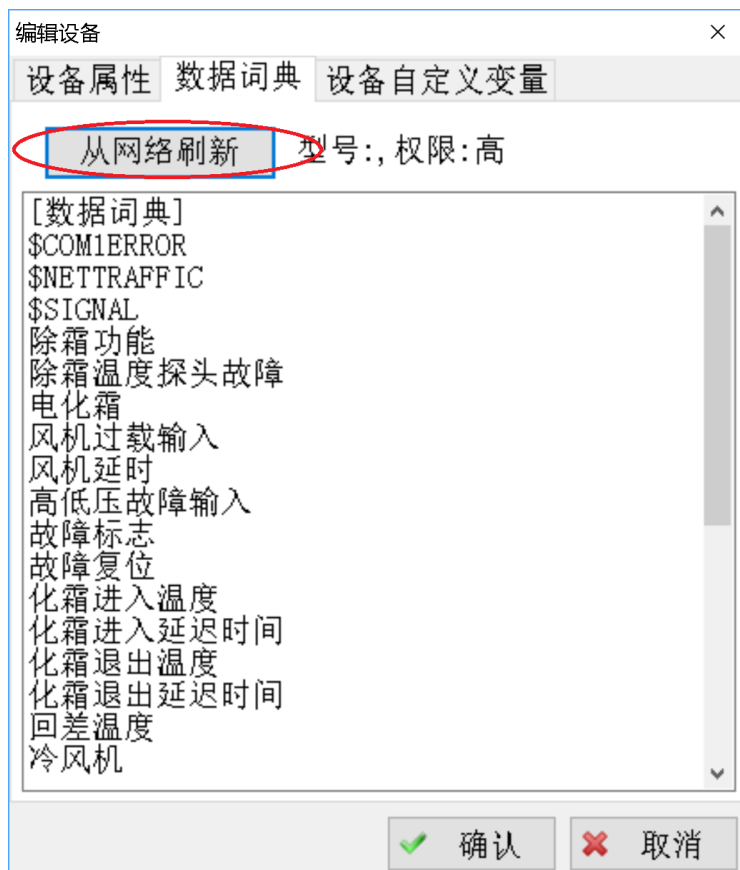 编辑设备
设备属性 数据词典 设备自定义变量
从网络刷新 型号:,权限:高
[数据词典]
$COM1ERROR
$NETTRAFFIC
$SIGNAL
除霜功能
除霜温度探头故障
电化霜
风机过载输入
风机延时
高低压故障输入
故障标志
故障复位
化霜进入温度
化霜进入延迟时间
化霜退出温度
化霜退出延迟时间
回差温度
冷风机
确认 取消